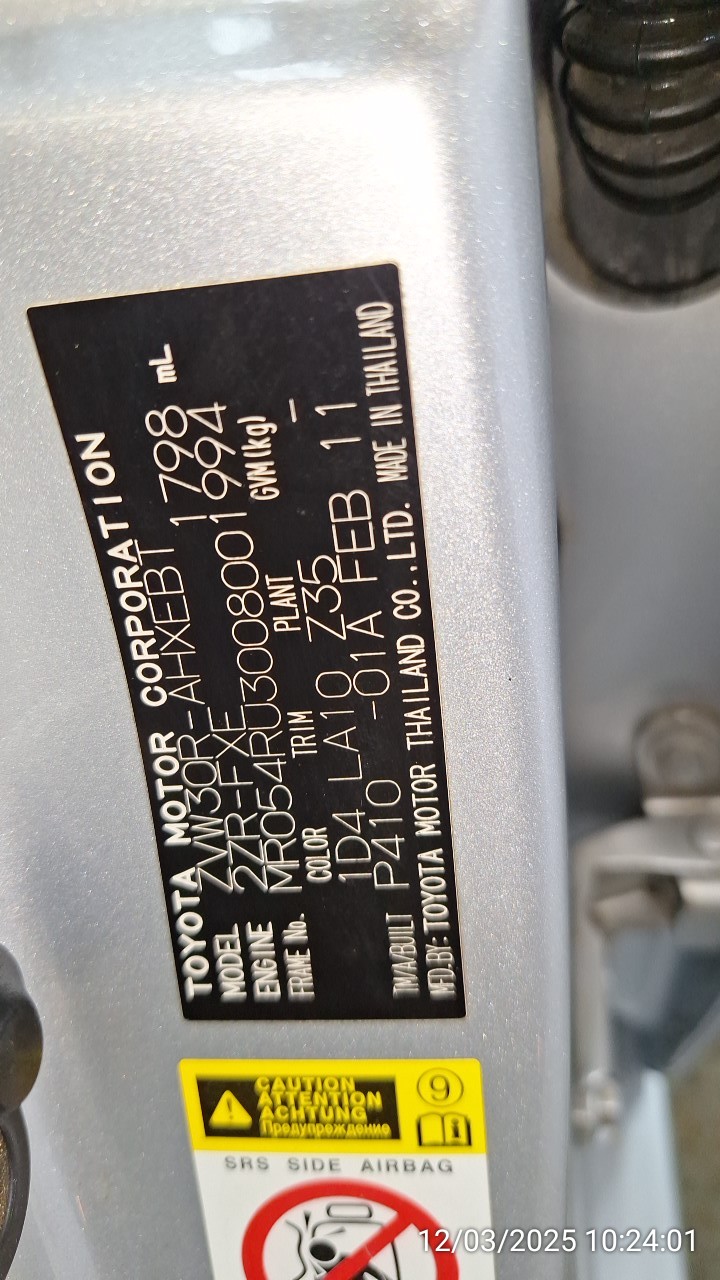 TOYOTA MOTOR CORPORATION
MODEL ZVW30R-AHXEBT 1798 mL
ENGINE 2ZR-FXE
FRAME No. MR054RU3008001994
COLOR TRIM PLANT GVM(kg)
1D4 LA10 Z35 -
TM/A/BUILT P410 -01A FEB 11
MFD.BY: TOYOTA MOTOR THAILAND CO.,LTD. MADE IN THAILAND
CAUTION
ATTENTION
ACHTUNG
Предупреждение
9
i
SRS SIDE AIRBAG
12/03/2025 10:24:01